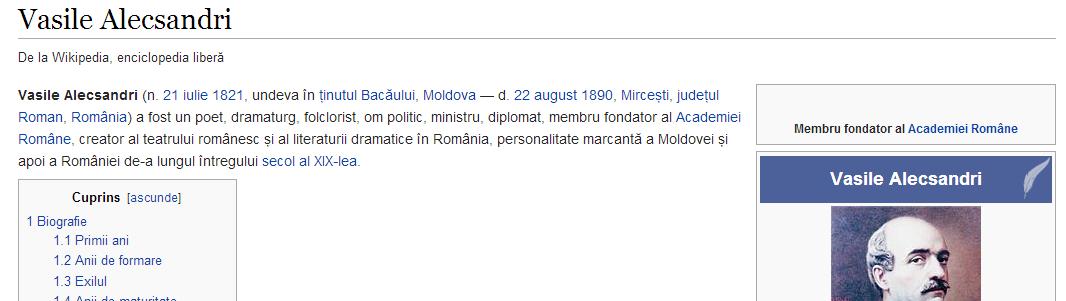 Vasile Alecsandri
De la Wikipedia, enciclopedia liberă
Vasile Alecsandri (n. 21 iulie 1821, undeva în ținutul Bacăului, Moldova — d. 22 august 1890, Mircești, județul
Roman, România) a fost un poet, dramaturg, folclorist, om politic, ministru, diplomat, membru fondator al Academiei
Române, creator al teatrului românesc și al literaturii dramatice în România, personalitate marcantă a Moldovei și
apoi a României de-a lungul întregului secol al XIX-lea.
Cuprins [ascunde]
1 Biografie
1.1 Primii ani
1.2 Anii de formare
1.3 Exilul
1.4 Anii de maturitate
Membru fondator al Academiei Române
Vasile Alecsandri